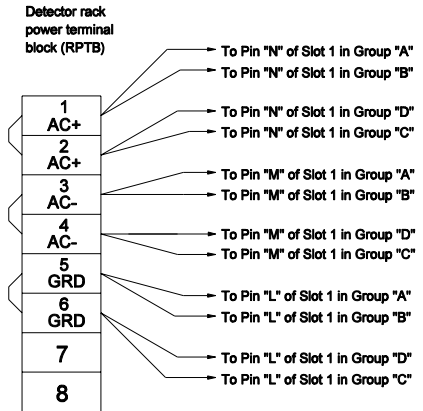 Detector rack
power terminal
block (RPTB)
To Pin "N" of Slot 1 in Group "A"
To Pin "N" of Slot 1 in Group "B"
1
AC+
To Pin "N" of Slot 1 in Group "D"
To Pin "N" of Slot 1 in Group "C"
2
AC+
To Pin "M" of Slot 1 in Group "A"
To Pin "M" of Slot 1 in Group "B"
3
AC-
To Pin "M" of Slot 1 in Group "D"
To Pin "M" of Slot 1 in Group "C"
4
AC-
5
GRD
To Pin "L" of Slot 1 in Group "A"
To Pin "L" of Slot 1 in Group "B"
6
GRD
To Pin "L" of Slot 1 in Group "D"
To Pin "L" of Slot 1 in Group "C"
7
8